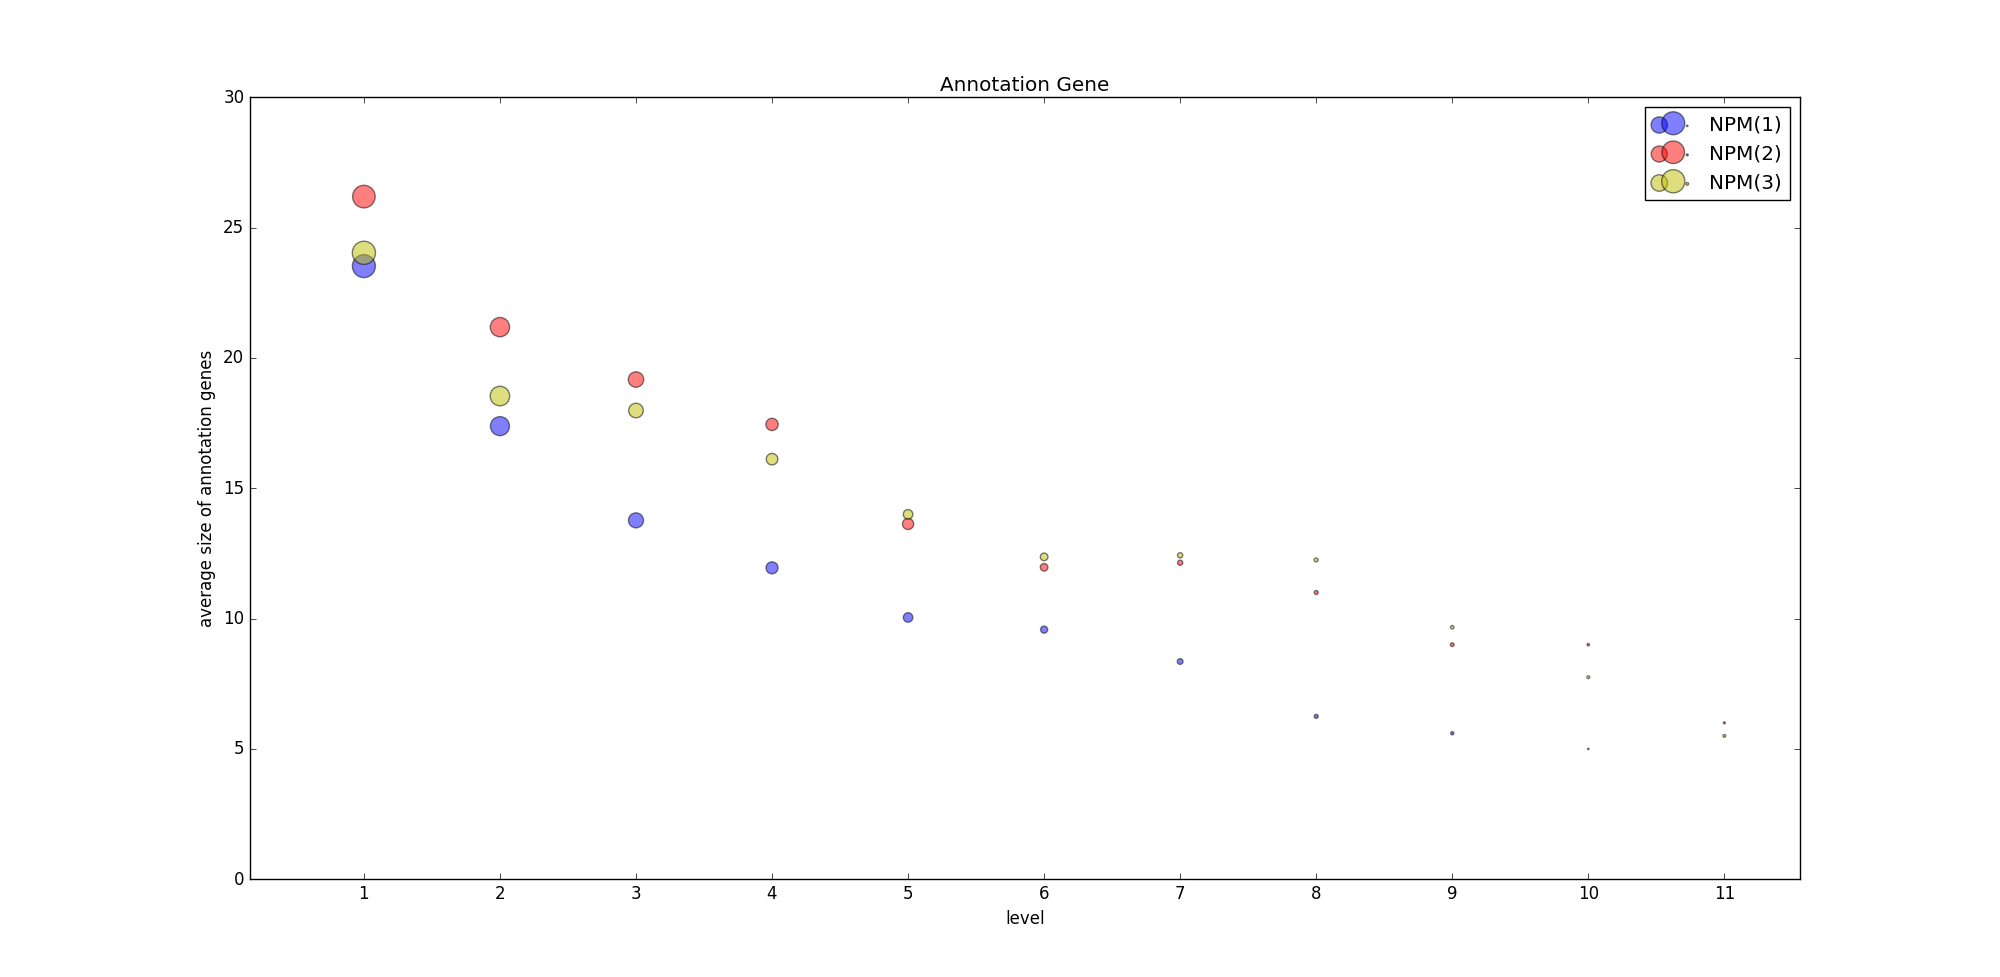 Annotation Gene
30
25
20
15
10
5
0
average size of annotation genes
NPM(1)
NPM(2)
NPM(3)
1 2 3 4 5 6 7 8 9 10 11
level